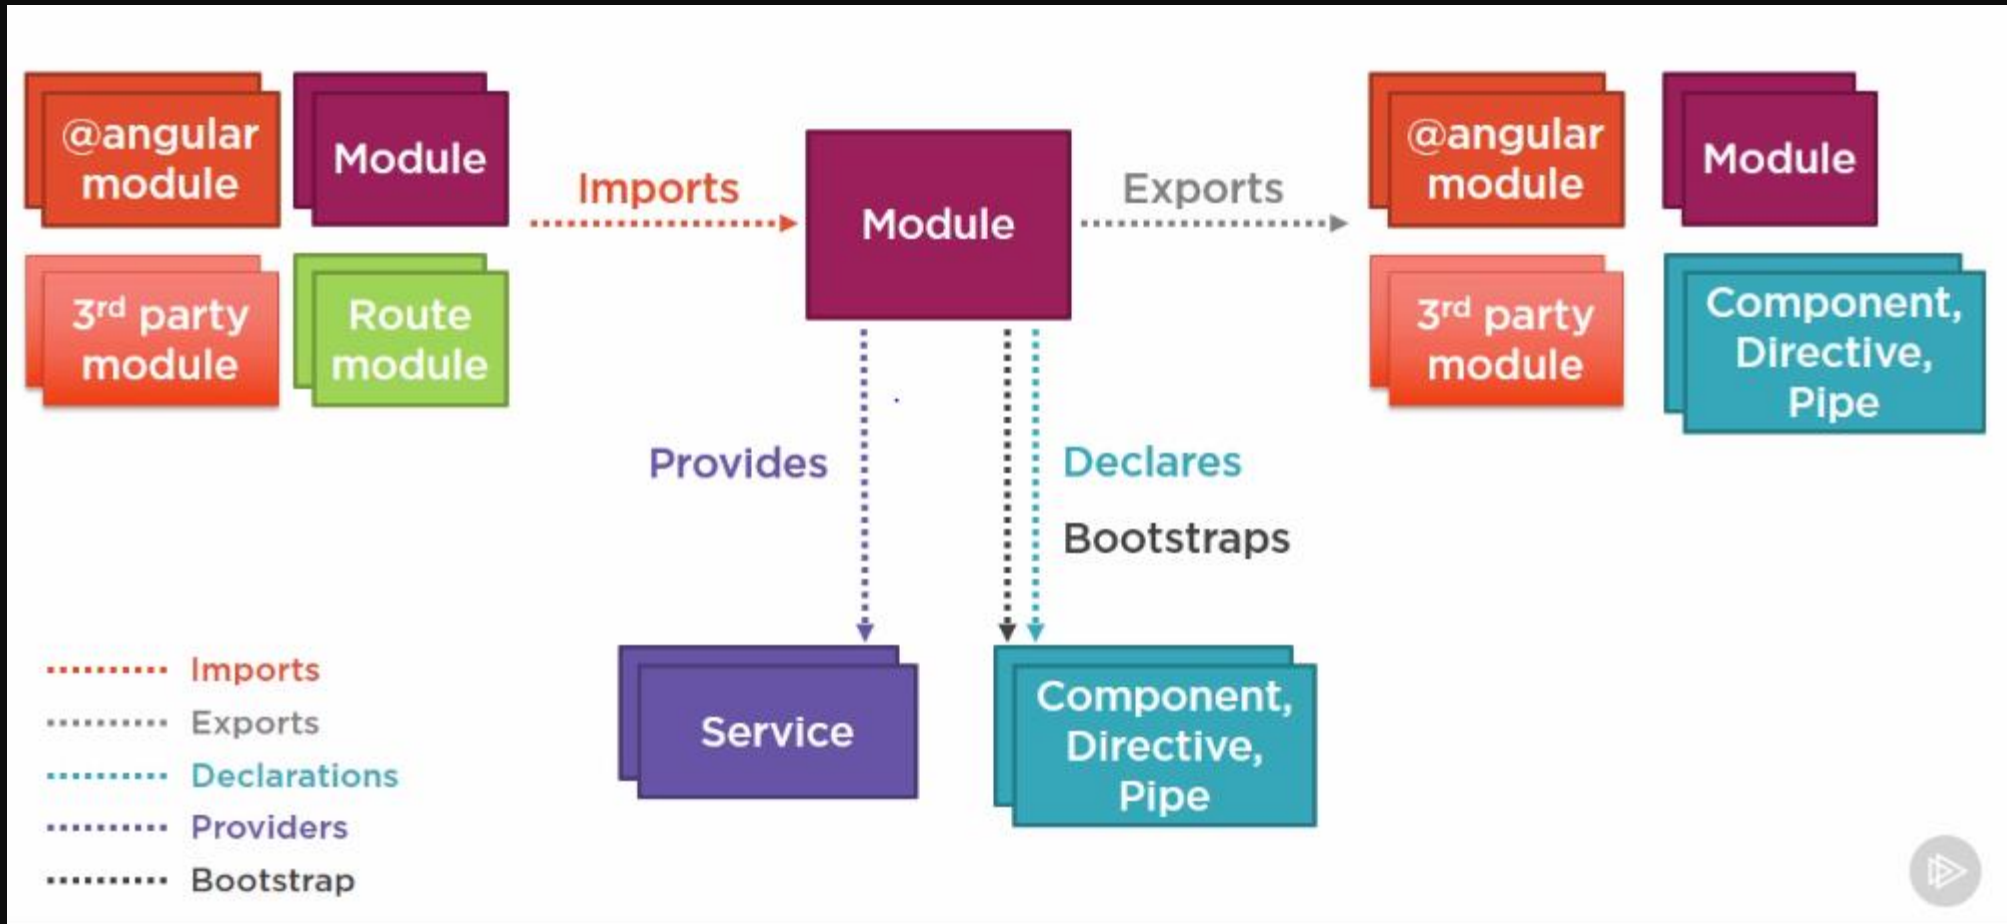 @angular
module
Module
Imports
Module
Exports
@angular
module
Module
3rd party
module
Route
module
3rd party
module
Component,
Directive,
Pipe
Provides
Declares
Bootstraps
Service
Component,
Directive,
Pipe
Imports
Exports
Declarations
Providers
Bootstrap